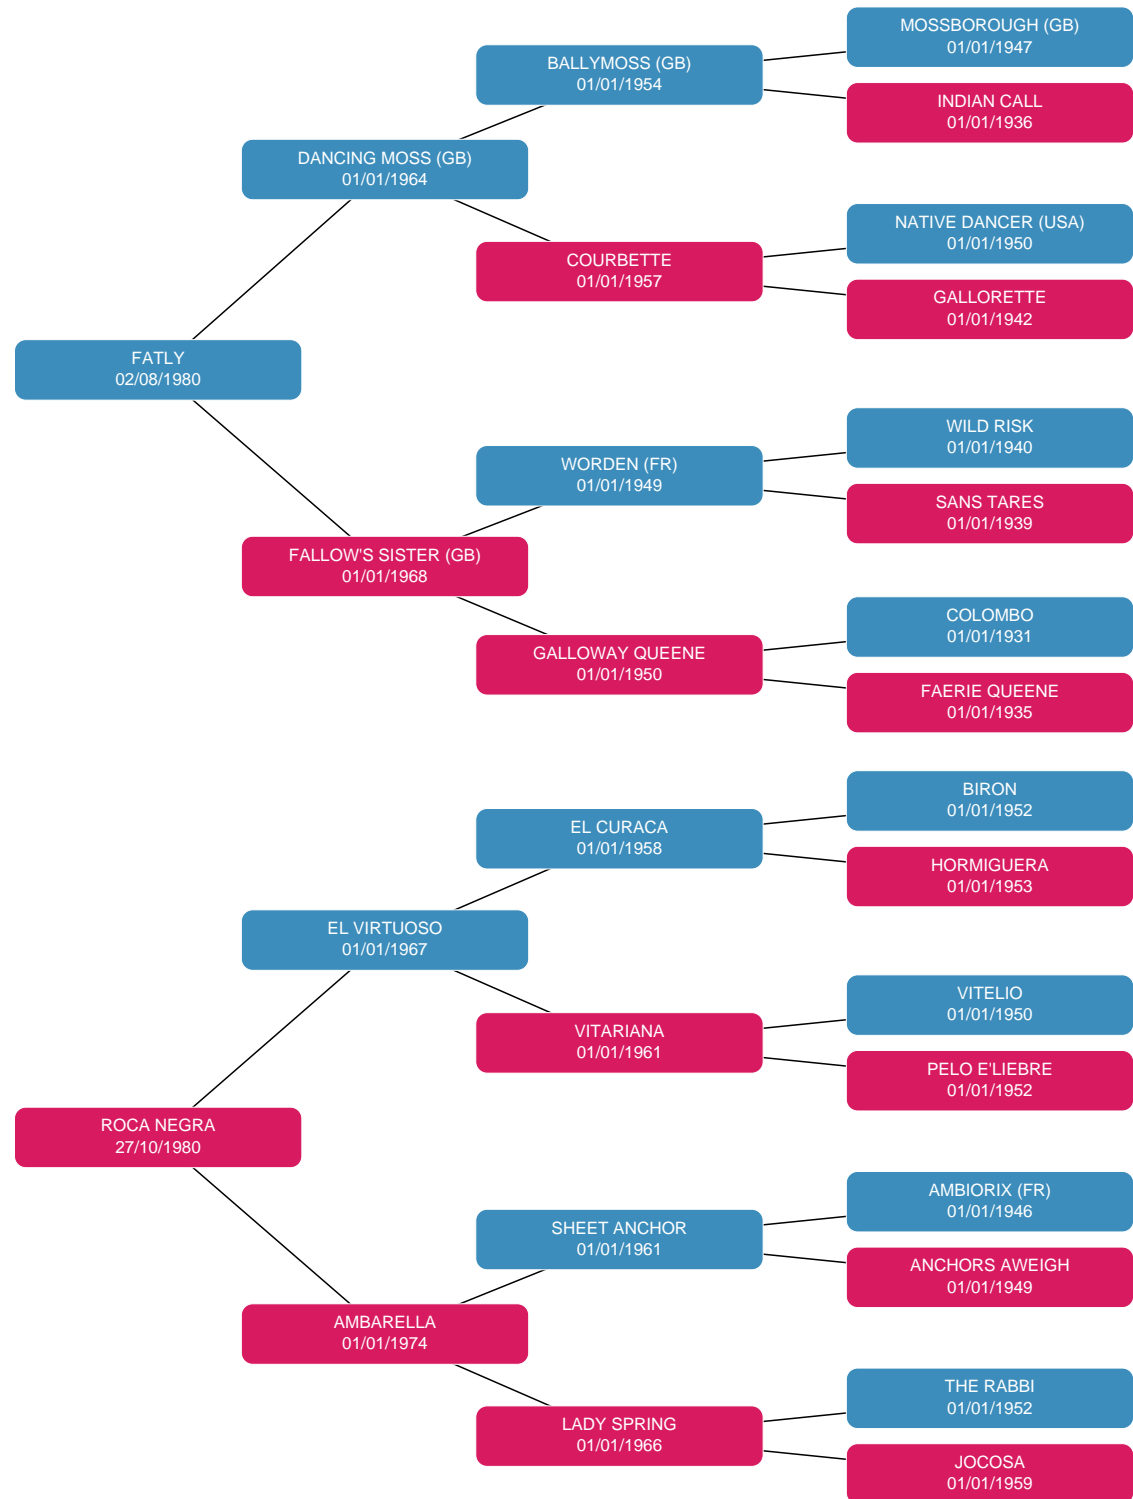 MOSSBOROUGH (GB)
01/01/1947
BALLYMOSS (GB)
01/01/1954
INDIAN CALL
01/01/1936
DANCING MOSS (GB)
01/01/1964
NATIVE DANCER (USA)
01/01/1950
COURBETTE
01/01/1957
GALLORETTE
01/01/1942
FATLY
02/08/1980
WILD RISK
01/01/1940
WORDEN (FR)
01/01/1949
SANS TARES
01/01/1939
FALLOW'S SISTER (GB)
01/01/1968
COLOMBO
01/01/1931
GALLOWAY QUEENE
01/01/1950
FAERIE QUEENE
01/01/1935
BIRON
01/01/1952
EL CURACA
01/01/1958
HORMIGUERA
01/01/1953
EL VIRTUOSO
01/01/1967
VITELIO
01/01/1950
VITARIANA
01/01/1961
PELO E'LIEBRE
01/01/1952
ROCA NEGRA
27/10/1980
AMBIORIX (FR)
01/01/1946
SHEET ANCHOR
01/01/1961
ANCHORS AWEIGH
01/01/1949
AMBARELLA
01/01/1974
THE RABBI
01/01/1952
LADY SPRING
01/01/1966
JOCOSA
01/01/1959